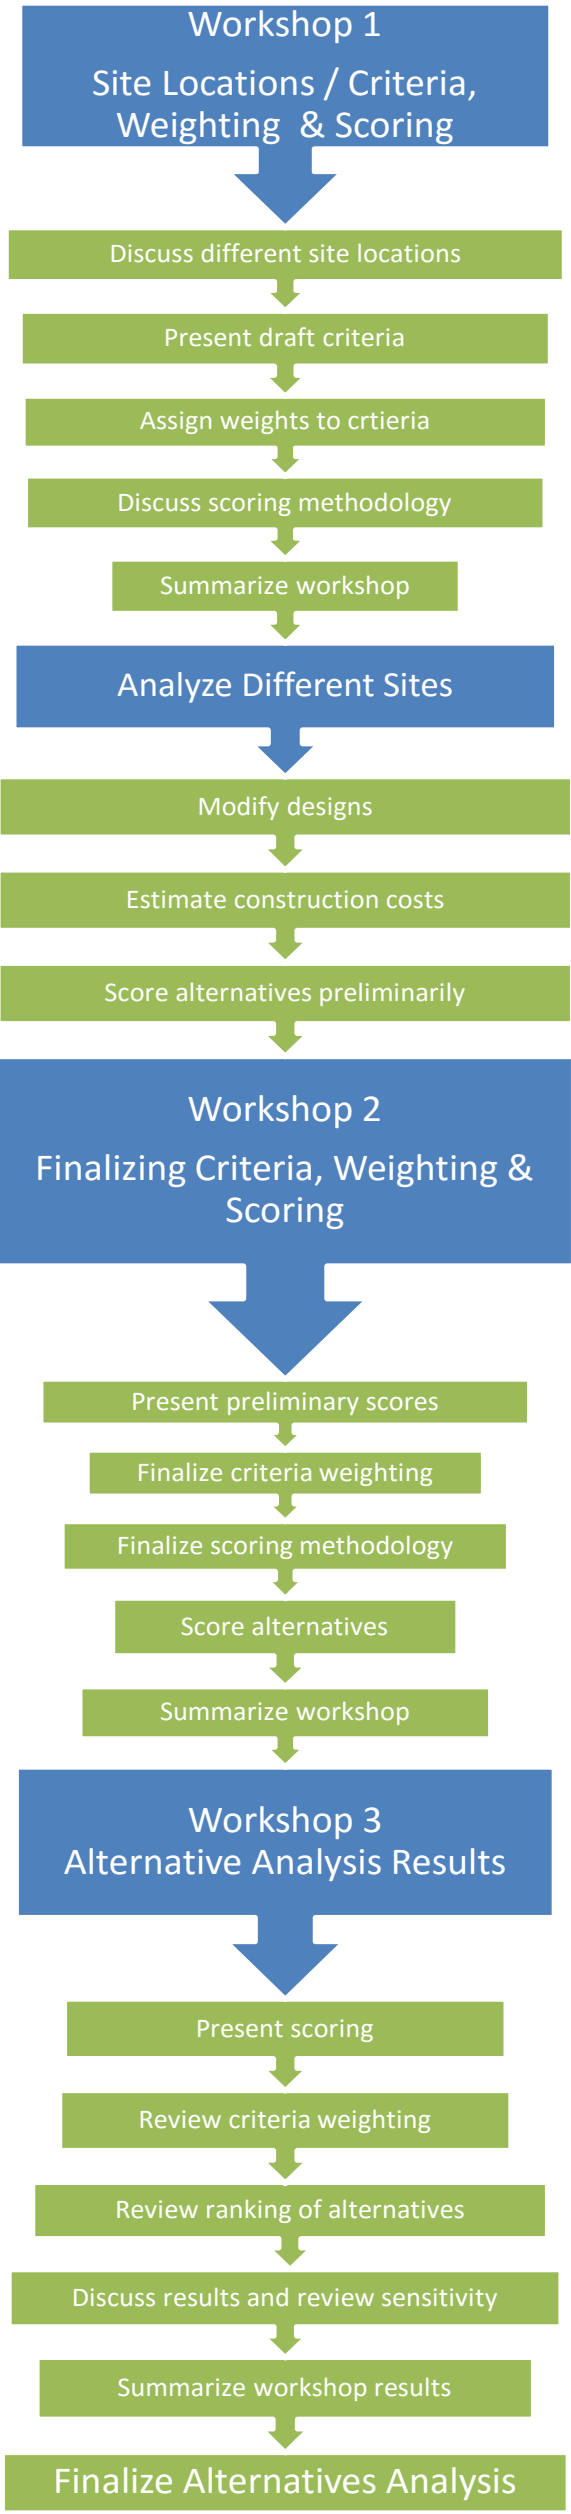 Workshop 1
Site Locations / Criteria,
Weighting & Scoring
Discuss different site locations
Present draft criteria
Assign weights to crtieria
Discuss scoring methodology
Summarize workshop
Analyze Different Sites
Modify designs
Estimate construction costs
Score alternatives preliminarily
Workshop 2
Finalizing Criteria, Weighting &
Scoring
Present preliminary scores
Finalize criteria weighting
Finalize scoring methodology
Score alternatives
Summarize workshop
Workshop 3
Alternative Analysis Results
Present scoring
Review criteria weighting
Review ranking of alternatives
Discuss results and review sensitivity
Summarize workshop results
Finalize Alternatives Analysis